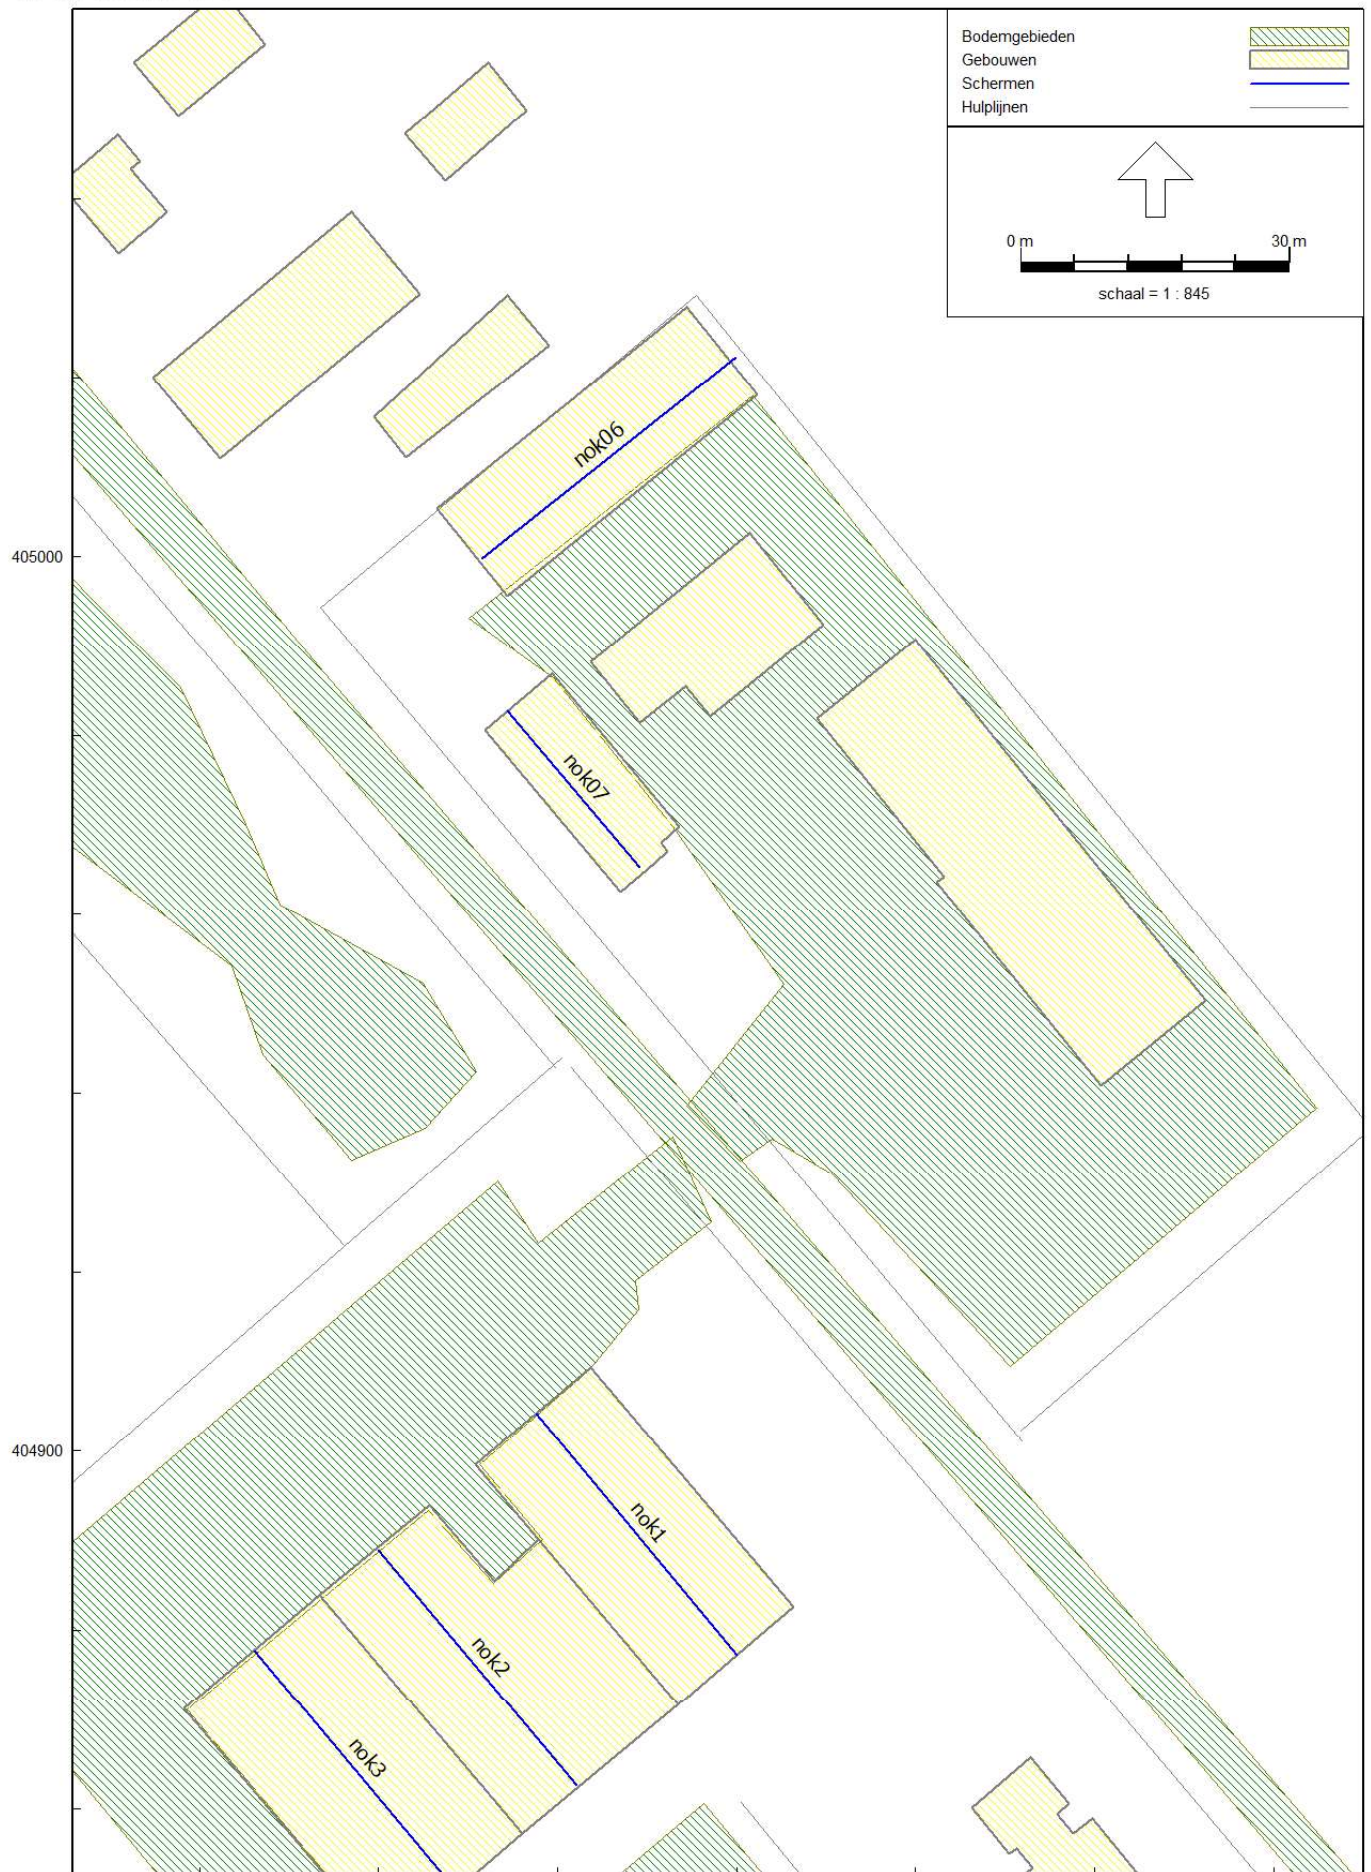 Bodemgebieden
Gebouwen
Schermen
Hulplijnen
0 m 30 m
schaal = 1 : 845
nok06
405000
nok07
404900
nok1
nok2
nok3